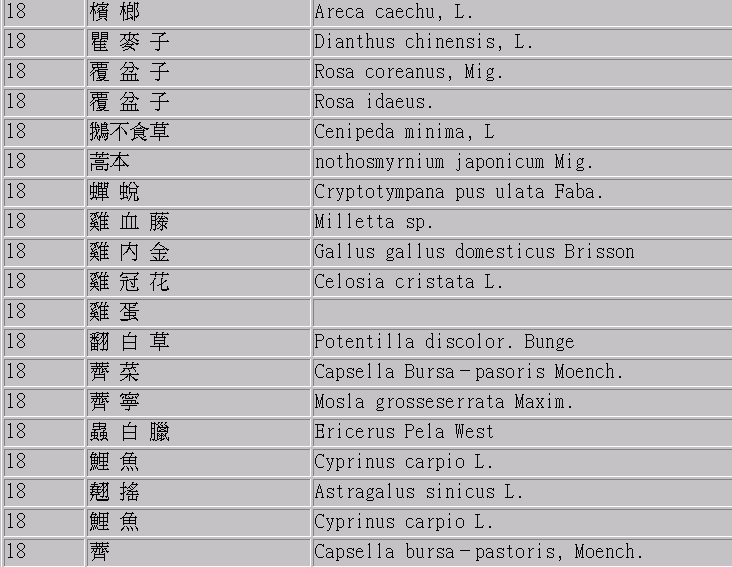 18 檳 榔 Areca caechu, L.
18 瞿 麥 子 Dianthus chinensis, L.
18 覆 盆 子 Rosa coreanus, Mig.
18 覆 盆 子 Rosa idaeus.
18 鵝不食草 Cenipeda minima, L
18 蒿本 nothosmyrnium japonicum Mig.
18 蟬 蛻 Cryptotympana pus ulata Faba.
18 雞 血 藤 Milletta sp.
18 雞 內 金 Gallus gallus domesticus Brisson
18 雞 冠 花 Celosia cristata L.
18 雞 蛋
18 翻 白 草 Potentilla discolor. Bunge
18 薺 菜 Capsella Bursa－pasoris Moench.
18 薺 寧 Mosla grosseserrata Maxim.
18 蟲 白 臘 Ericerus Pela West
18 鯉 魚 Cyprinus carpio L.
18 翹 搖 Astragalus sinicus L.
18 鯉 魚 Cyprinus carpio L.
18 薺 Capsella bursa－pastoris, Moench.